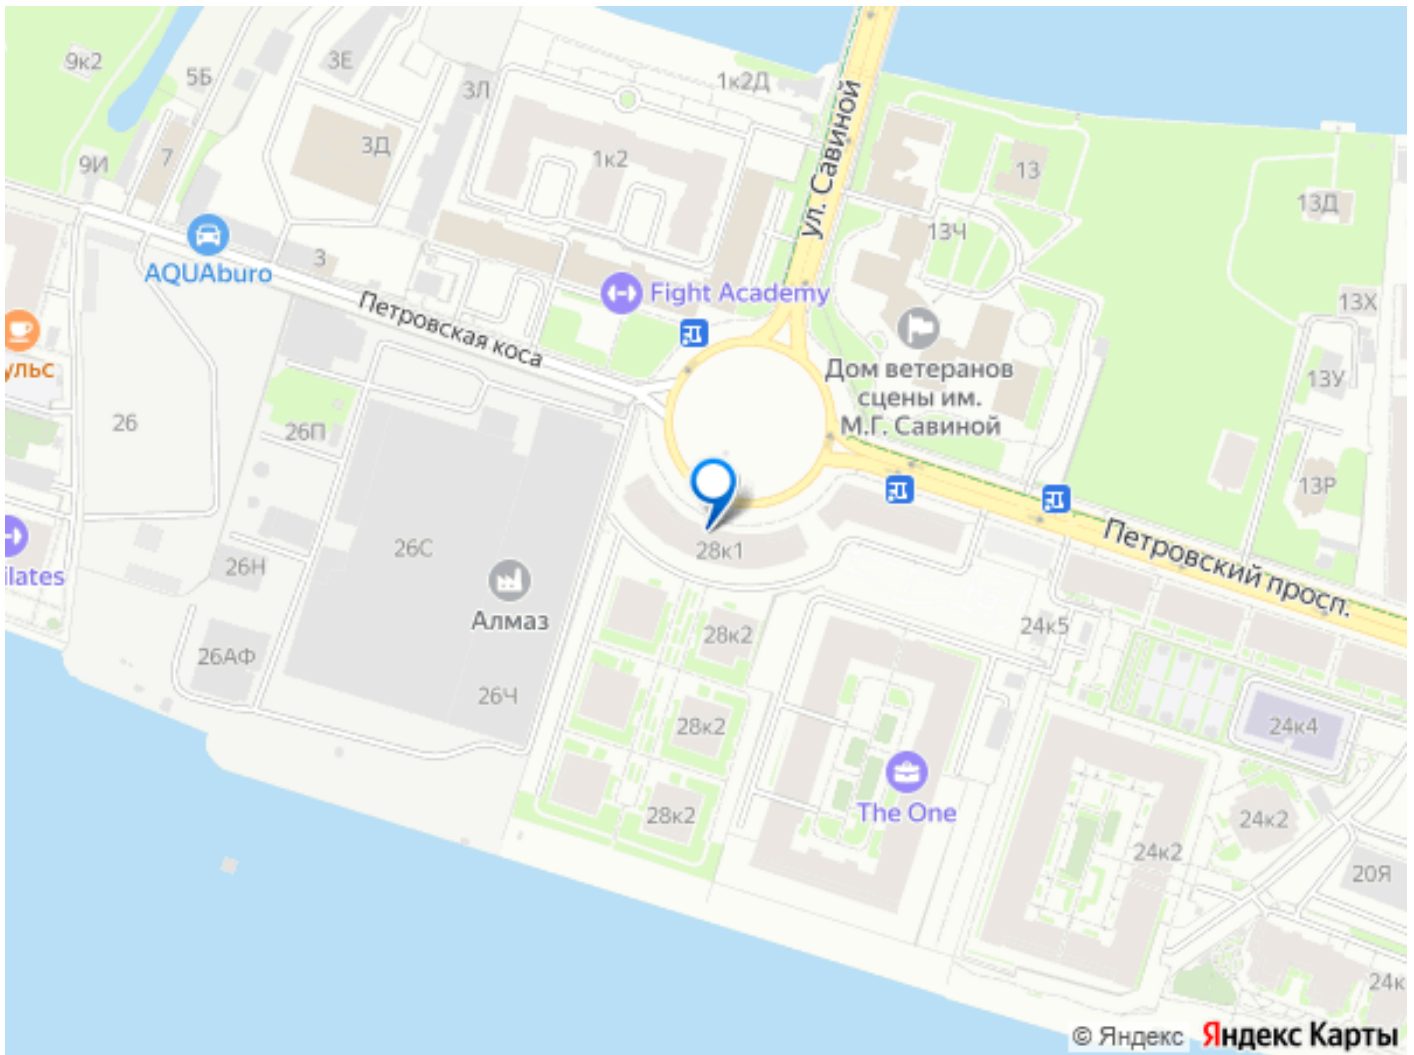 9к2
5Б
3Е
3Л
1к2Д
3Д
9И
7
1к2
ул. Савиной
13
13Д
13Ч
3
AQUAburo
Fight Academy
13Х
Петровская коса
ульс
Дом ветеранов
сцены им.
М.Г. Савиной
13У
26
26П
13Р
26С
28к1
Петровский просп.
26Н
ilates
Алмаз
24к5
28к2
26АФ
26Ч
28к2
24к4
28к2
The One
24к2
24к2
20Я
24к
© Яндекс Яндекс Карты